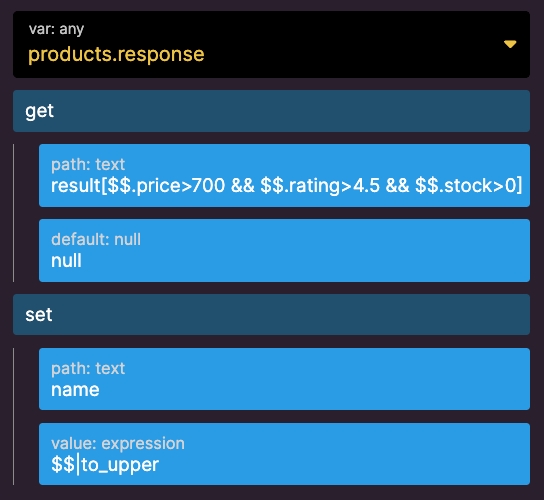 var: any
products.response
get
path: text
result[$$.price>700 && $$.rating>4.5 && $$.stock>0]
default: null
null
set
path: text
name
value: expression
$$|to_upper